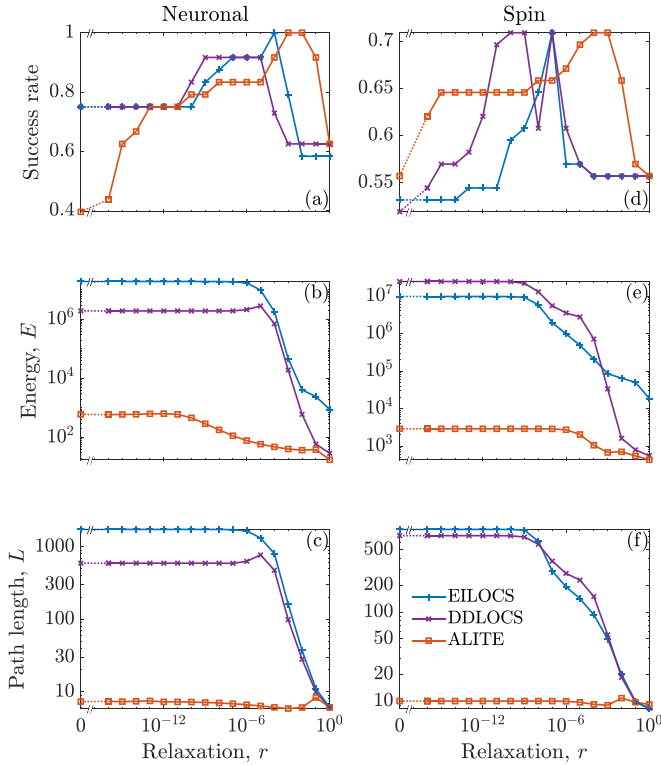 Neuronal
Spin
Success rate
1
0.8
0.6
0.4
(a)
0.7
0.65
0.6
0.55
(d)
Energy, E
10^6
10^4
10^2
(b)
10^7
10^6
10^5
10^4
10^3
(e)
Path length, L
1000
300
100
30
10
(c)
500
200
100
50
20
10
(f)
EILOCS
DDLOCS
ALITE
0 10^-12 10^-6 10^0
Relaxation, r
0 10^-12 10^-6 10^0
Relaxation, r